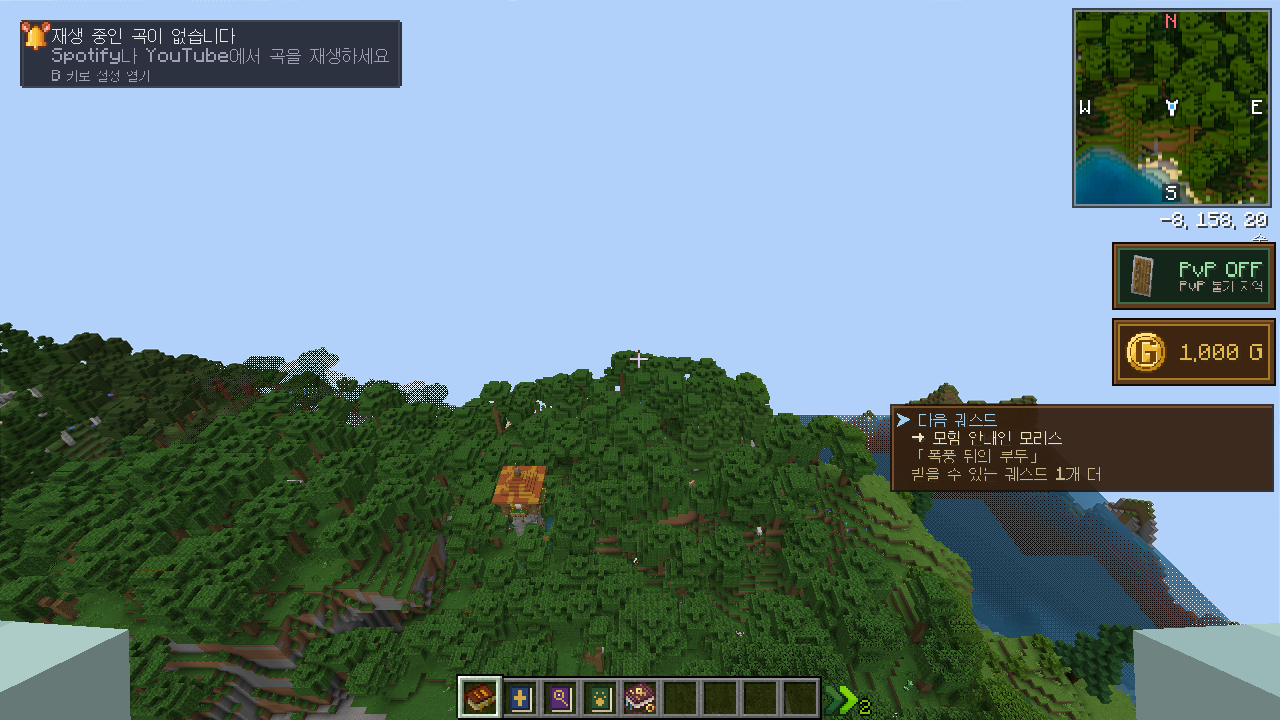 재생 중인 곡이 없습니다
Spotify나 YouTube에서 곡을 재생하세요
B 키로 설정 열기
N
W
E
S
-8, 158, 20
PvP OFF
PvP 불가 지역
1,000 G
다음 퀘스트
→ 모험 안내인 모리스
「폭풍 뒤의 부두」
받을 수 있는 퀘스트 1개 더
2